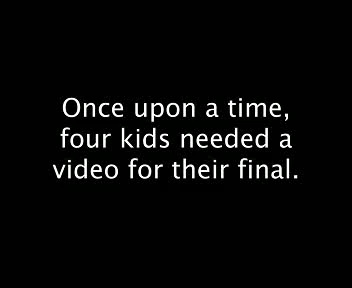 Once upon a time,
four kids needed a
video for their final.